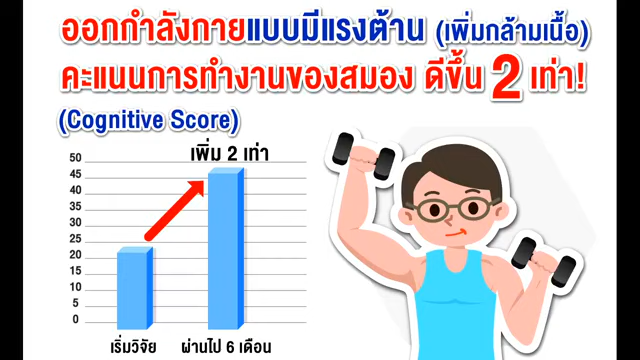 ออกกำลังกายแบบมีแรงต้าน (เพิ่มกล้ามเนื้อ)
คะแนนการทำงานของสมอง ดีขึ้น 2 เท่า!
(Cognitive Score)
เพิ่ม 2 เท่า
50
45
40
35
30
25
20
15
10
5
0
เริ่มวิจัย
ผ่านไป 6 เดือน